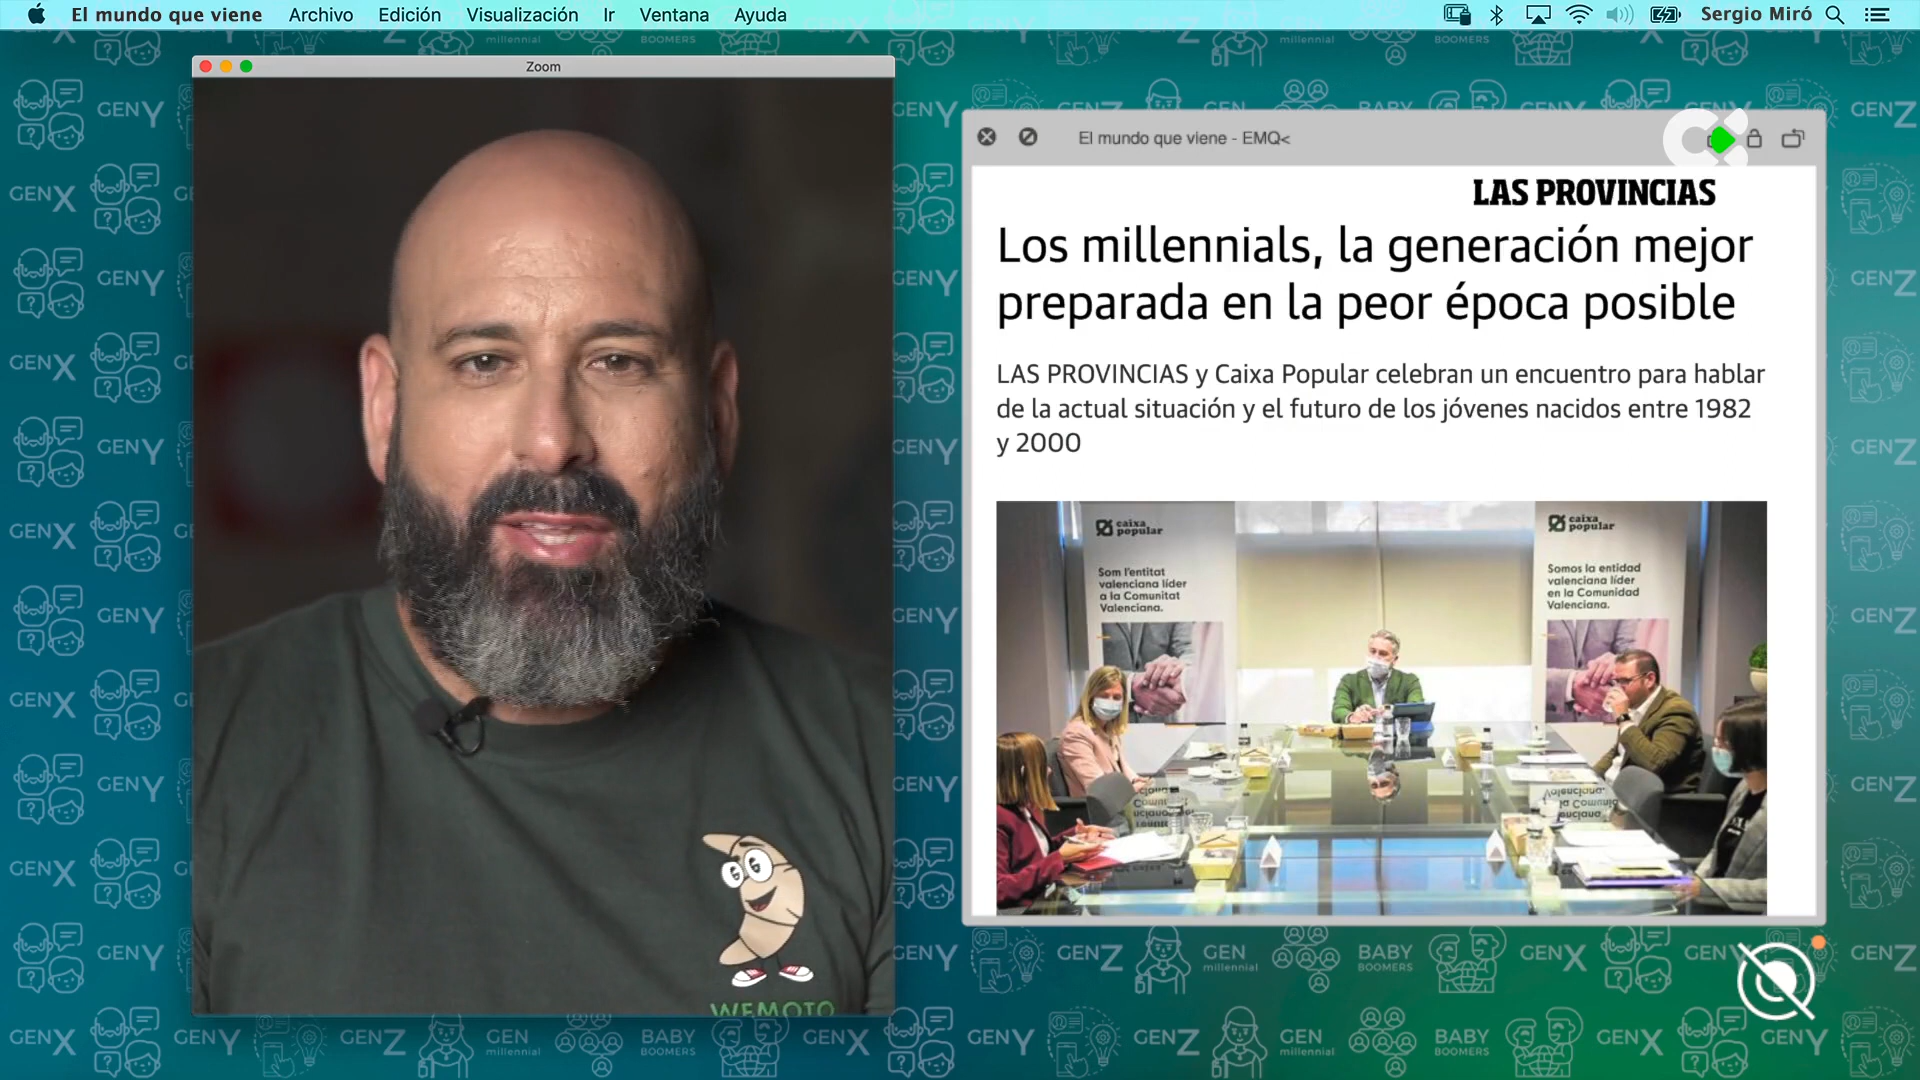 El mundo que viene Archivo Edición Visualización Ir Ventana Ayuda Sergio Miró
Zoom
El mundo que viene - EMQ<
LAS PROVINCIAS
Los millennials, la generación mejor
preparada en la peor época posible
LAS PROVINCIAS y Caixa Popular celebran un encuentro para hablar
de la actual situación y el futuro de los jóvenes nacidos entre 1982
y 2000
caixa
popular
Som l'entitat
valenciana líder
a la Comunitat
Valenciana.
caixa
popular
Somos la entidad
valenciana líder
en la Comunidad
Valenciana.
WEMOTO
GEN X
GEN Y
GEN Z
GEN
millennial
BABY
BOOMERS